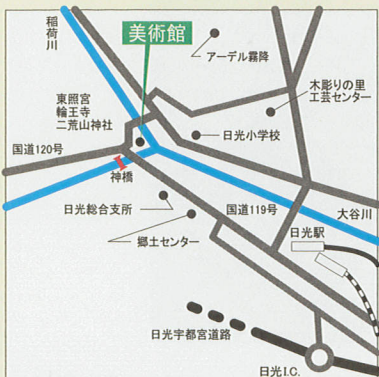 稲荷川
美術館
アーデル霧降
木彫りの里
工芸センター
東照宮
輪王寺
二荒山神社
日光小学校
国道120号
神橋
日光総合支所
国道119号
大谷川
郷土センター
日光駅
日光宇都宮道路
日光I.C.